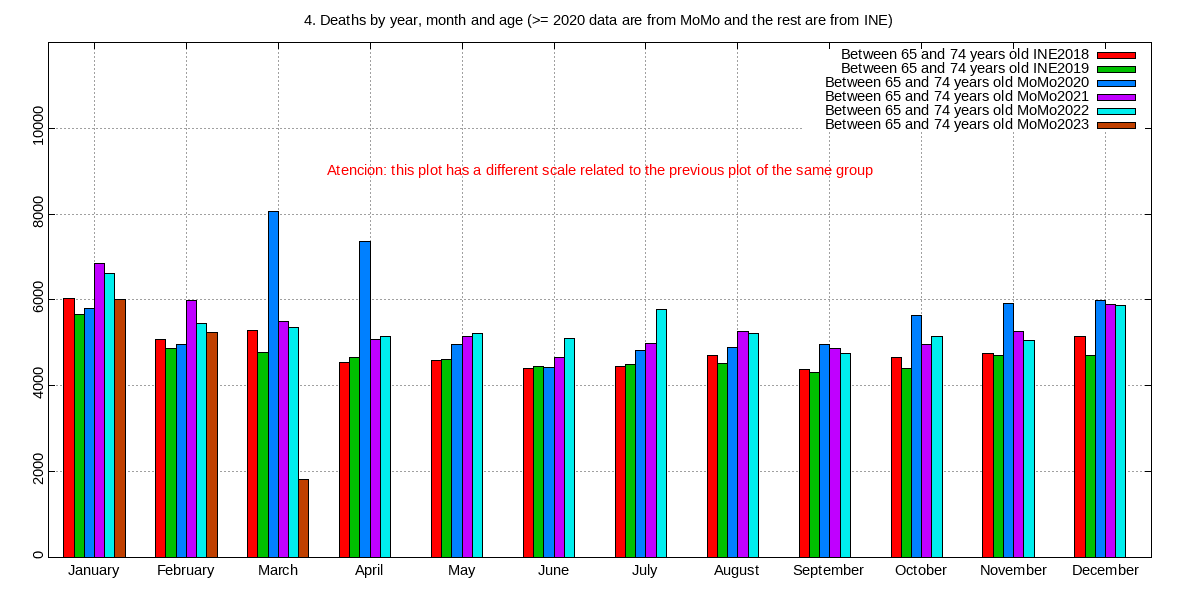 4. Deaths by year, month and age (>= 2020 data are from MoMo and the rest are from INE)
Between 65 and 74 years old INE2018
Between 65 and 74 years old INE2019
Between 65 and 74 years old MoMo2020
Between 65 and 74 years old MoMo2021
Between 65 and 74 years old MoMo2022
Between 65 and 74 years old MoMo2023
Atencion: this plot has a different scale related to the previous plot of the same group
10000
8000
6000
4000
2000
0
January February March April May June July August September October November December